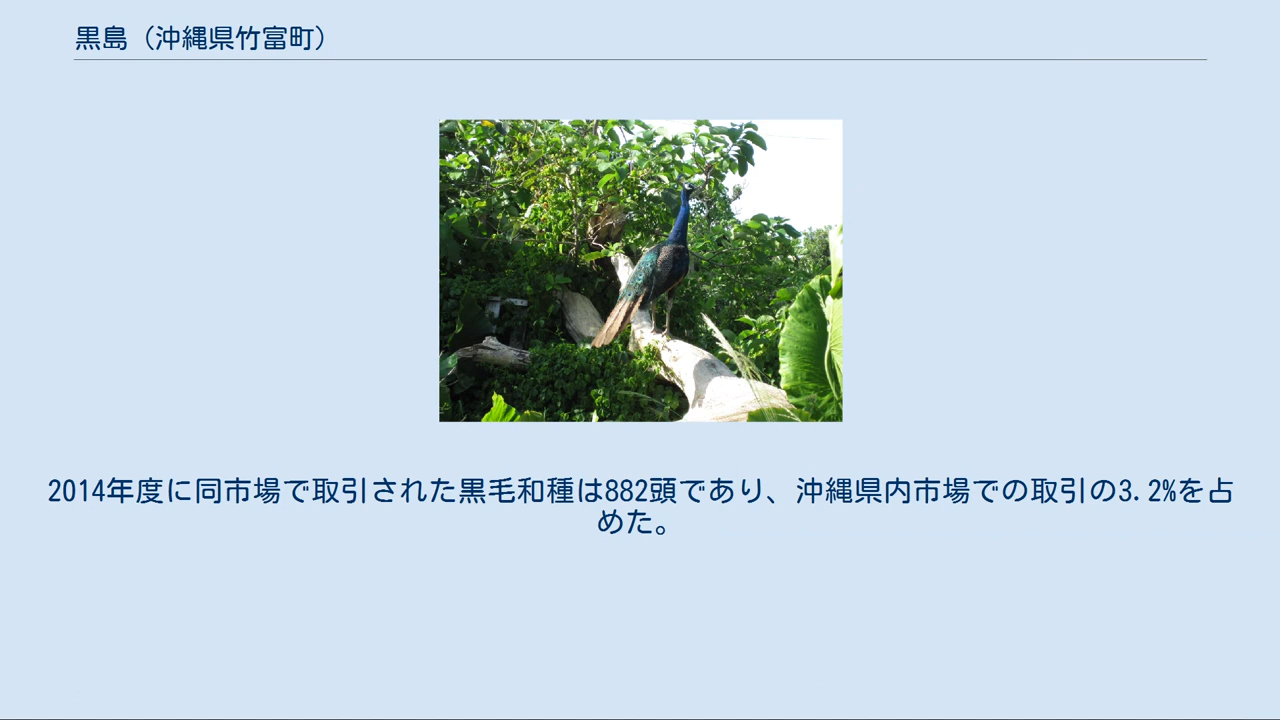 黒島（沖縄県竹富町）
2014年度に同市場で取引された黒毛和種は882頭であり、沖縄県内市場での取引の3.2%を占
めた。